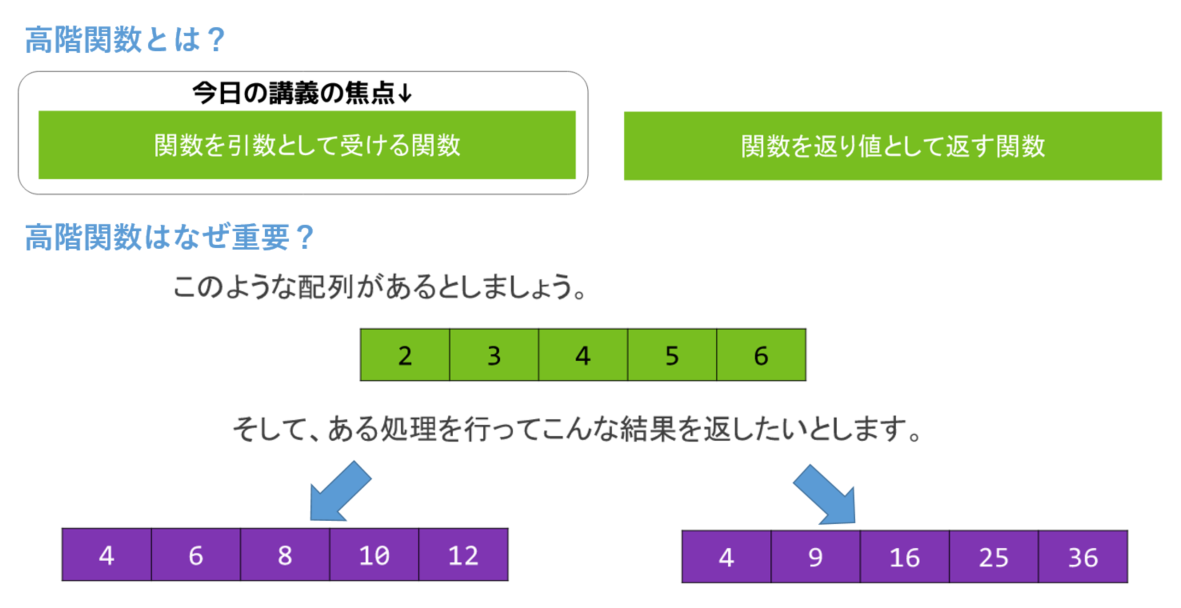 高階関数とは？
今日の講義の焦点↓
関数を引数として受ける関数
関数を返り値として返す関数
高階関数はなぜ重要？
このような配列があるとしましょう。
2 3 4 5 6
そして、ある処理を行ってこんな結果を返したいとします。
4 6 8 10 12
4 9 16 25 36